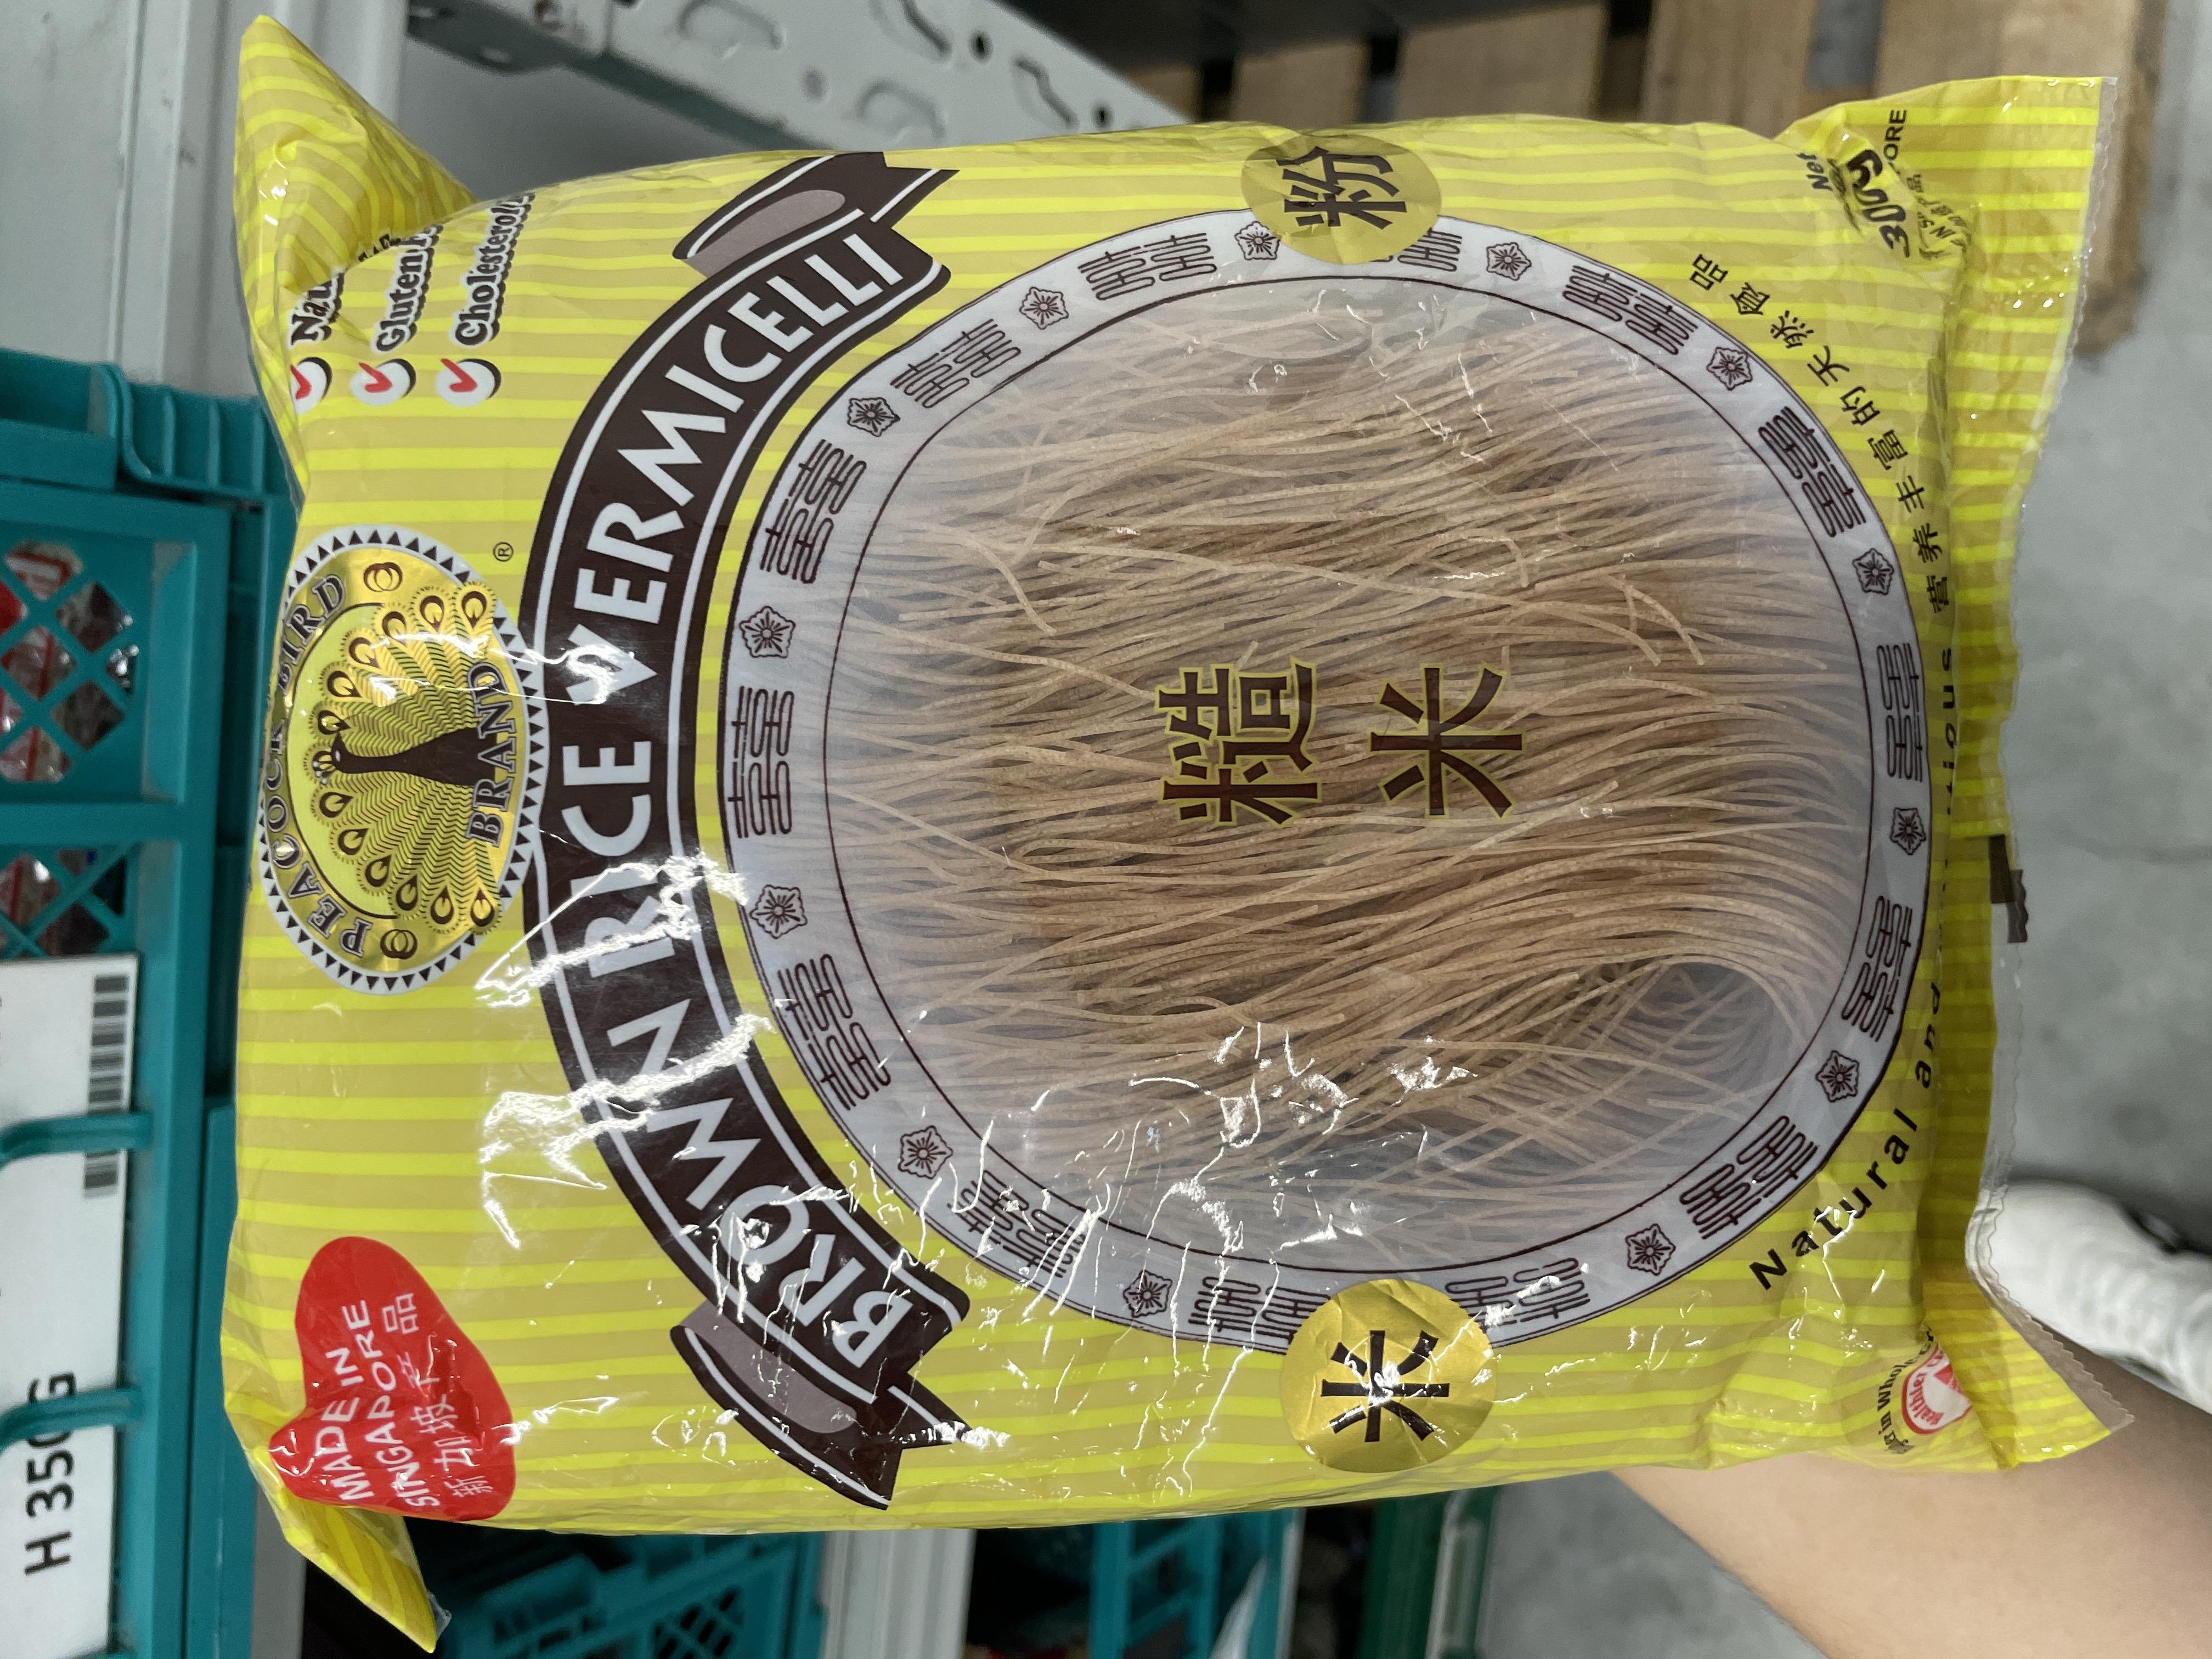 MADE IN
SINGAPORE
新加坡产品
PEACOCK BIRD
BRAND
®
Gluten
Cholesterol
BROWN RICE VERMICELLI
米
粉
糙
米
Natural and
营养丰富的天然食品
Net
300g
H 35